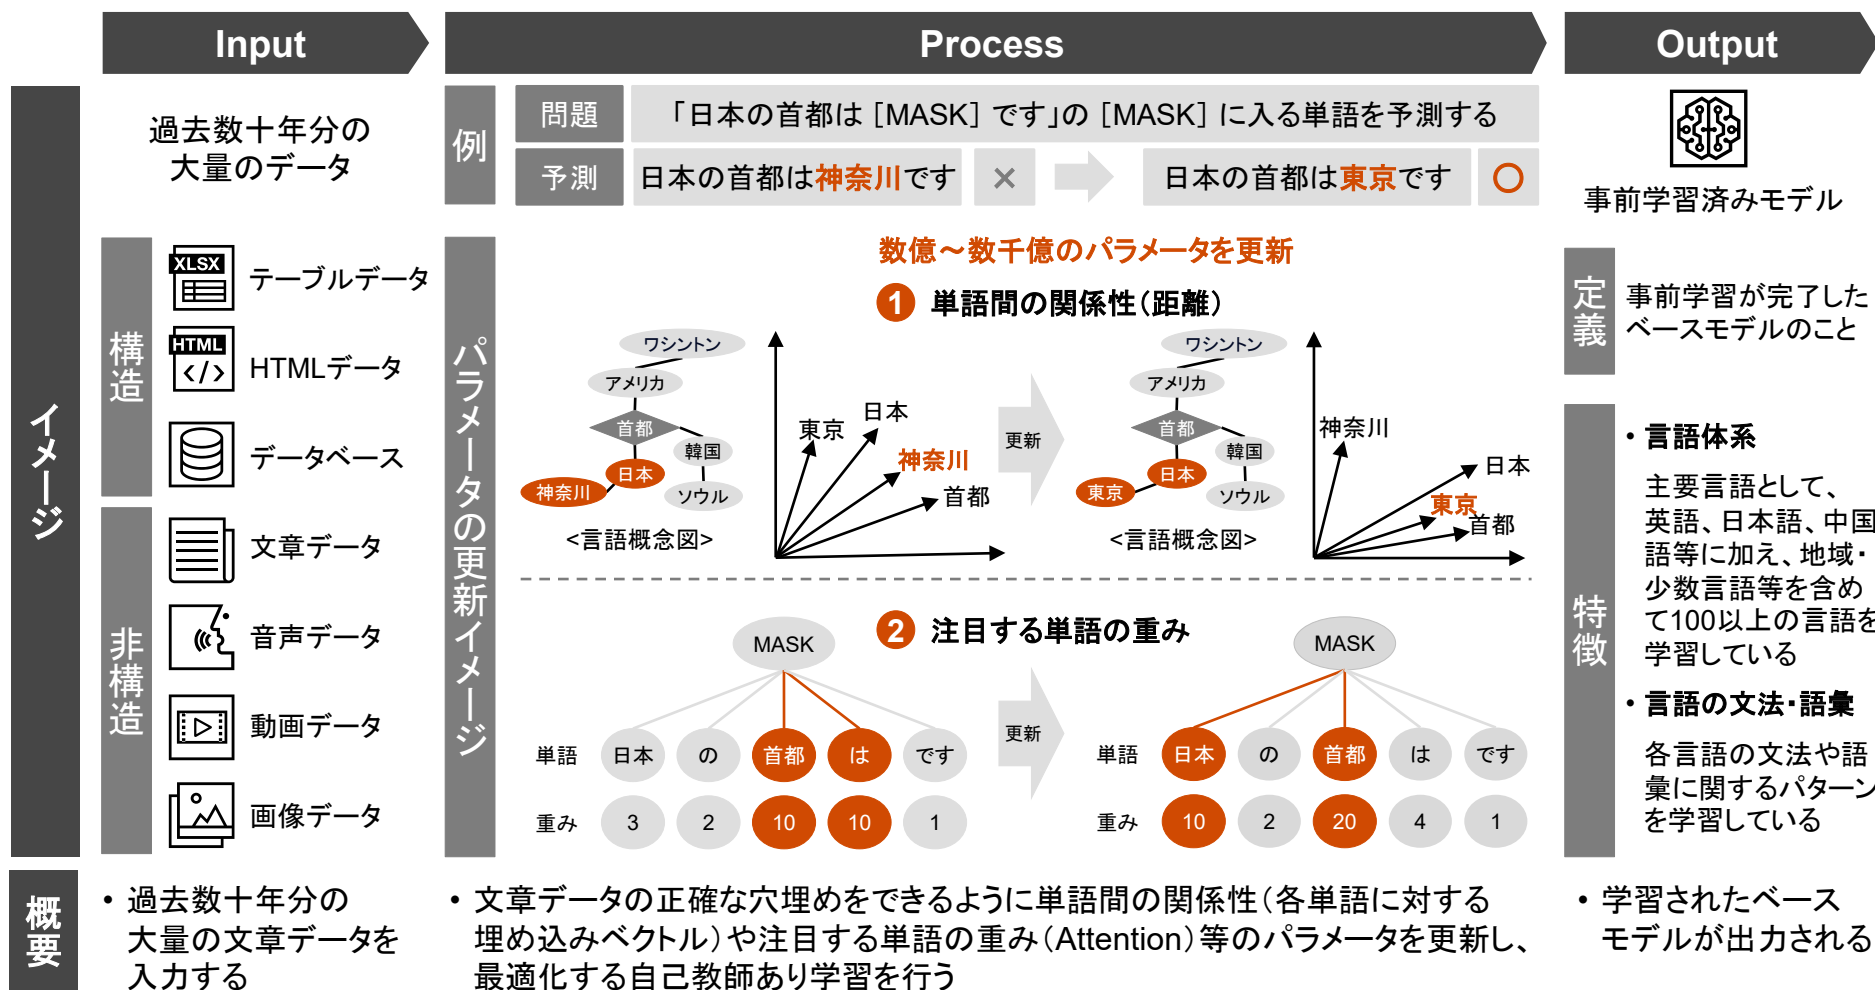 Input
Process
Output
イメージ
過去数十年分の
大量のデータ
構造
XLSX
テーブルデータ
HTML
</>
HTMLデータ
データベース
非構造
文章データ
音声データ
動画データ
画像データ
例
問題
「日本の首都は［MASK］です」の［MASK］に入る単語を予測する
予測
日本の首都は神奈川です
×
日本の首都は東京です
〇
パラメータの更新イメージ
数億～数千億のパラメータを更新
1 単語間の関係性（距離）
ワシントン
アメリカ
首都
韓国
日本
神奈川
ソウル
<言語概念図>
東京
日本
神奈川
首都
更新
ワシントン
アメリカ
首都
韓国
日本
東京
ソウル
<言語概念図>
神奈川
日本
東京
首都
2 注目する単語の重み
MASK
単語 日本 の 首都 は です
重み 3 2 10 10 1
更新
MASK
単語 日本 の 首都 は です
重み 10 2 20 4 1
事前学習済みモデル
定義
事前学習が完了した
ベースモデルのこと
特徴
・言語体系
主要言語として、
英語、日本語、中国
語等に加え、地域・
少数言語等を含め
て100以上の言語を
学習している
・言語の文法・語彙
各言語の文法や語
彙に関するパターン
を学習している
概要
• 過去数十年分の
大量の文章データを
入力する
• 文章データの正確な穴埋めをできるように単語間の関係性（各単語に対する
埋め込みベクトル）や注目する単語の重み（Attention）等のパラメータを更新し、
最適化する自己教師あり学習を行う
• 学習されたベース
モデルが出力される